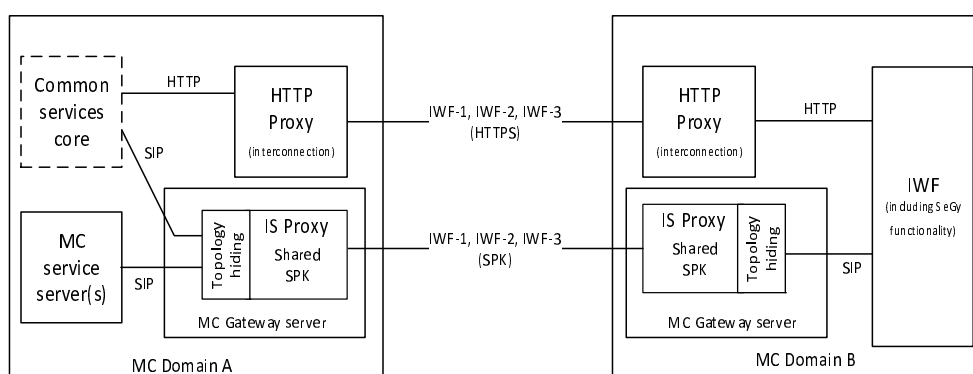 Common
services
core
HTTP
HTTP
Proxy
(interconnection)
SIP
MC
service
server(s)
SIP
Topology
hiding
IS Proxy
Shared
SPK
MC Gateway server
MC Domain A
IWF-1, IWF-2, IWF-3
(HTTPS)
IWF-1, IWF-2, IWF-3
(SPK)
HTTP
Proxy
(interconnection)
HTTP
IS Proxy
Shared
SPK
Topology
hiding
SIP
MC Gateway server
IWF
(including SeGy
functionality)
MC Domain B